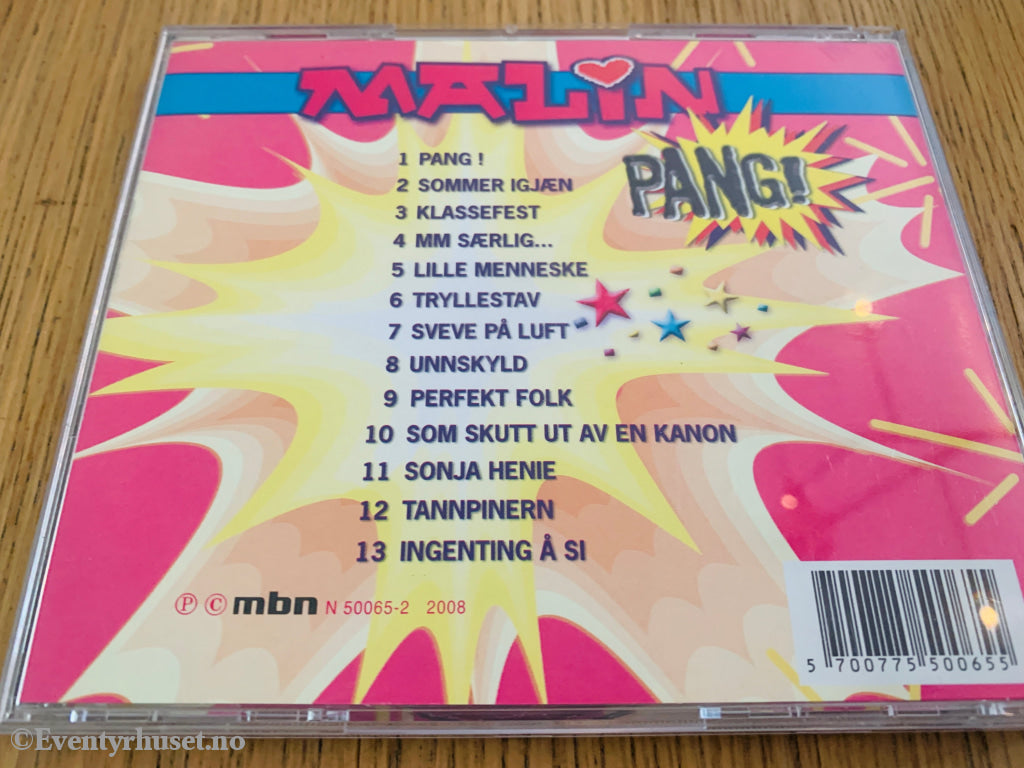 MALiN
PANG!
1 PANG !
2 SOMMER IGJÆN
3 KLASSEFEST
4 MM SÆRLIG...
5 LILLE MENNESKE
6 TRYLLESTAV
7 SVEVE PÅ LUFT
8 UNNSKYLD
9 PERFEKT FOLK
10 SOM SKUTT UT AV EN KANON
11 SONJA HENIE
12 TANNPINERN
13 INGENTING Å SI
Ⓟ © mbn N 50065-2 2008
5 700775 500655
©Eventyrhuset.no